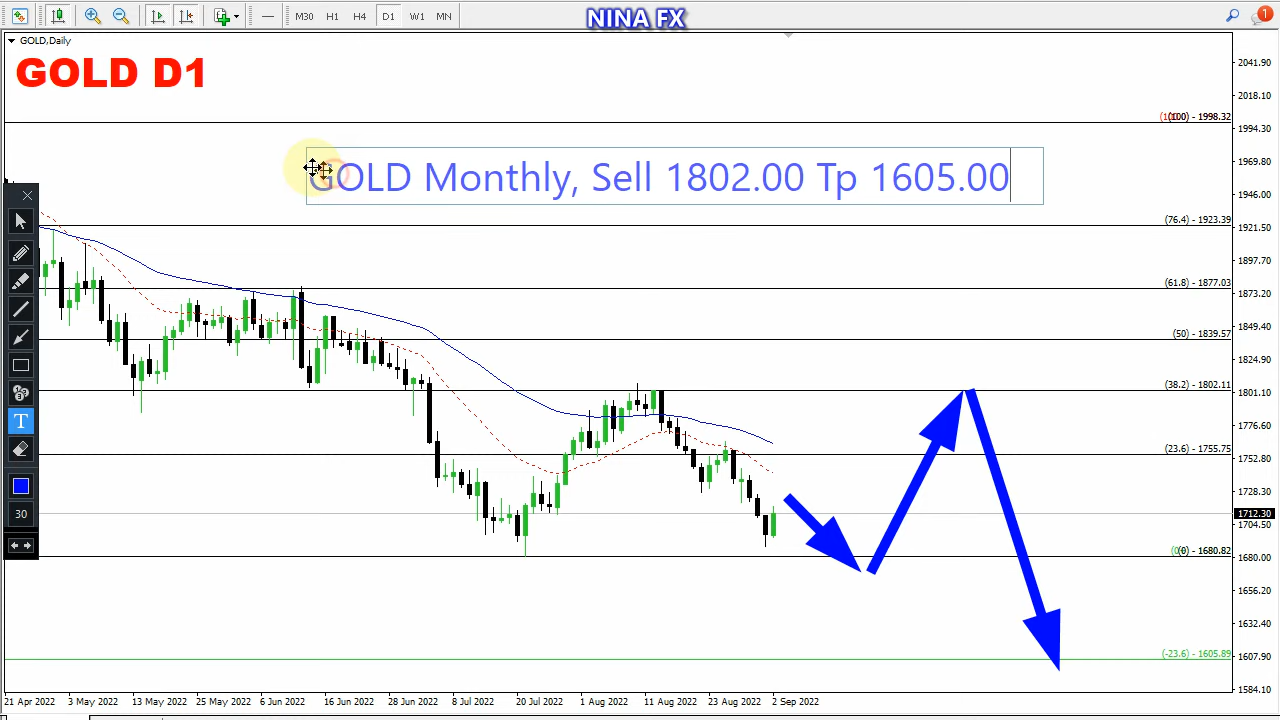 M30 H1 H4 D1 W1 MN
NINA FX
1
GOLD,Daily
GOLD D1
GOLD Monthly, Sell 1802.00 Tp 1605.00
(100) - 1998.32
(76.4) - 1923.39
(61.8) - 1877.03
(50) - 1839.57
(38.2) - 1802.11
(23.6) - 1755.75
(0) - 1680.82
(-23.6) - 1605.89
2041.90
2018.10
1994.30
1969.80
1946.00
1921.50
1897.70
1873.20
1849.40
1824.90
1801.10
1776.60
1752.80
1728.30
1712.30
1704.50
1680.00
1656.20
1632.40
1607.90
1584.10
T
30
21 Apr 2022 3 May 2022 13 May 2022 25 May 2022 6 Jun 2022 16 Jun 2022 28 Jun 2022 8 Jul 2022 20 Jul 2022 1 Aug 2022 11 Aug 2022 23 Aug 2022 2 Sep 2022